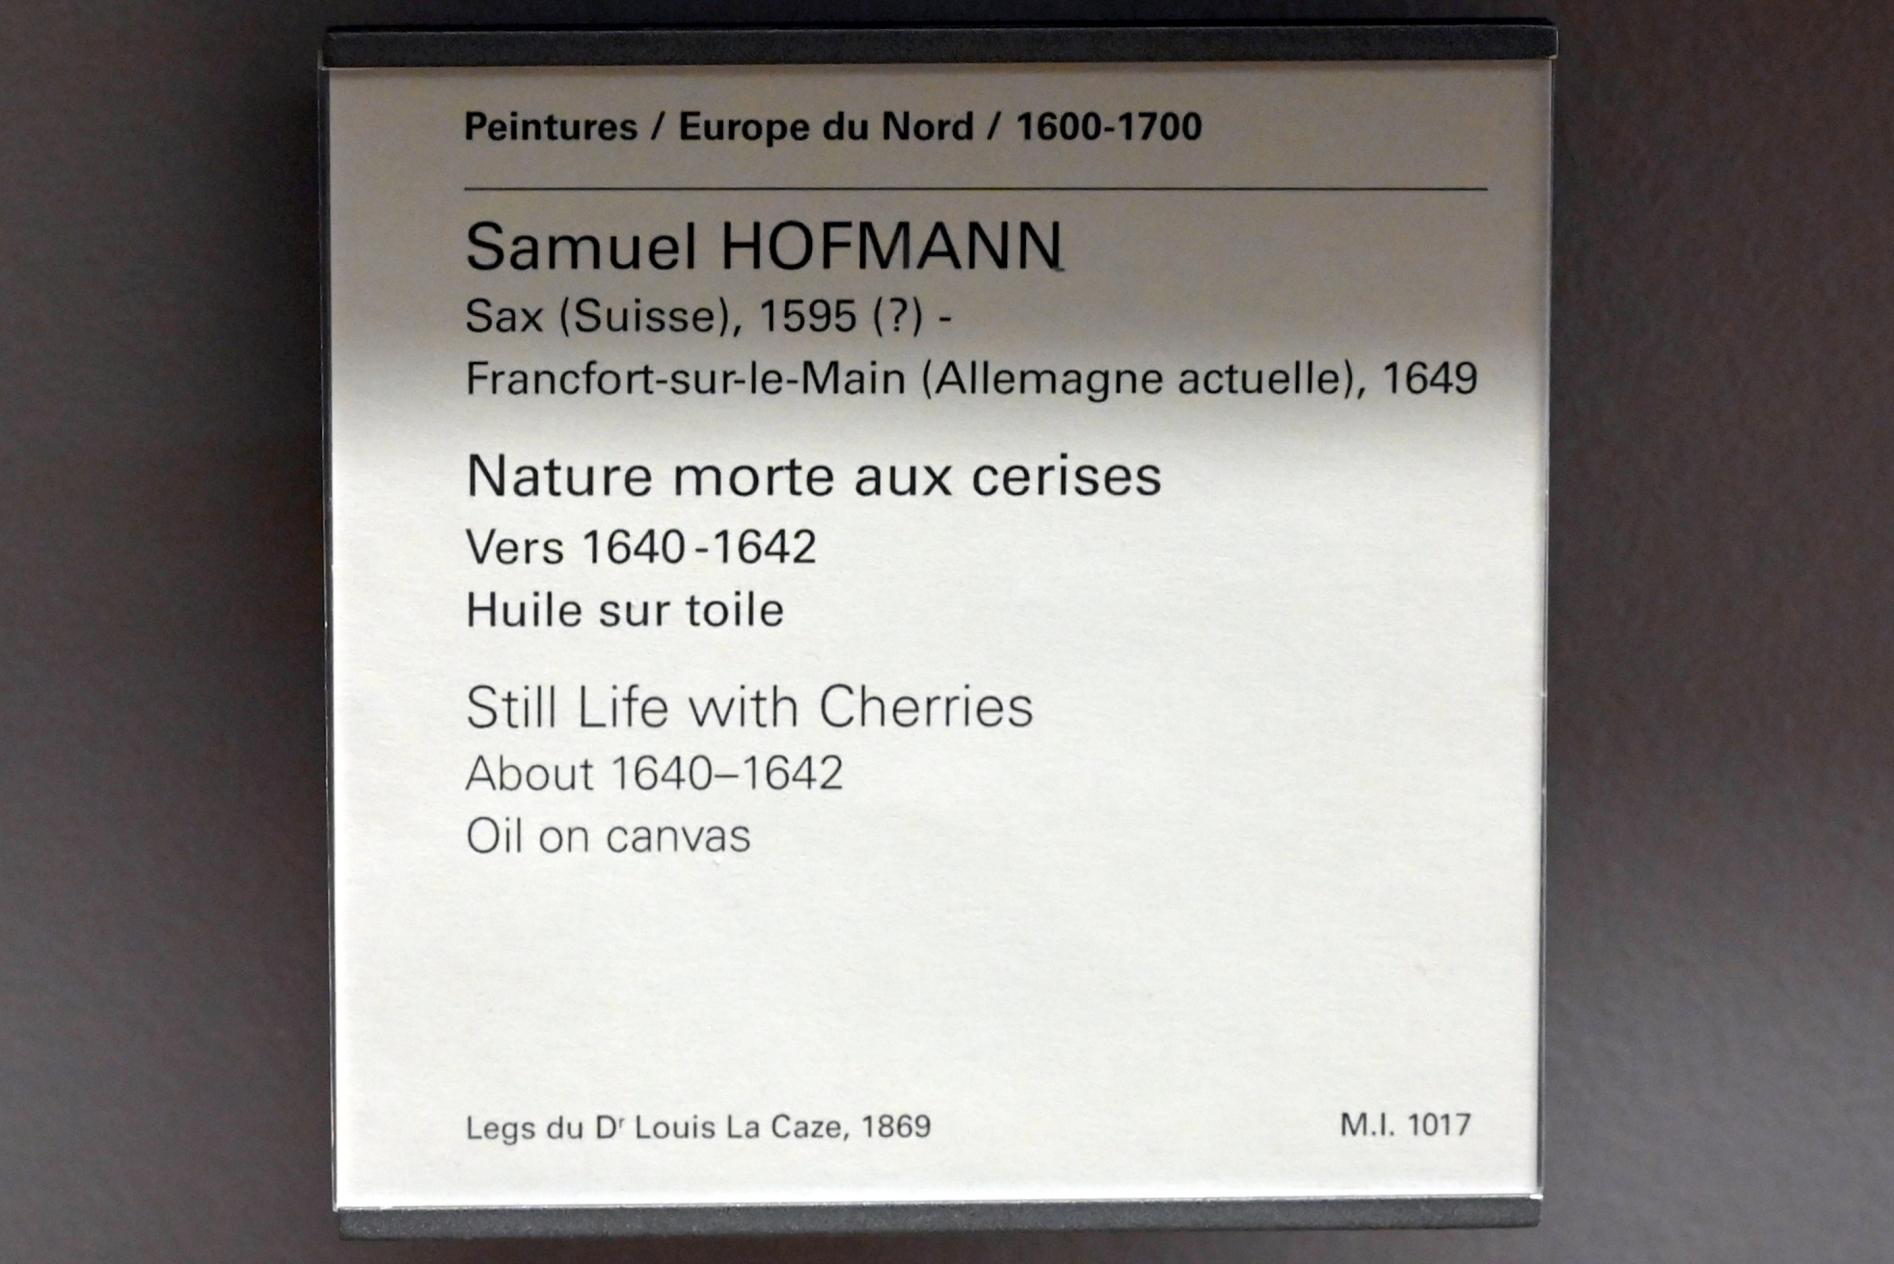 Peintures / Europe du Nord / 1600-1700
Samuel HOFMANN
Sax (Suisse), 1595 (?) -
Francfort-sur-le-Main (Allemagne actuelle), 1649
Nature morte aux cerises
Vers 1640-1642
Huile sur toile
Still Life with Cherries
About 1640–1642
Oil on canvas
Legs du Dʳ Louis La Caze, 1869
M.I. 1017